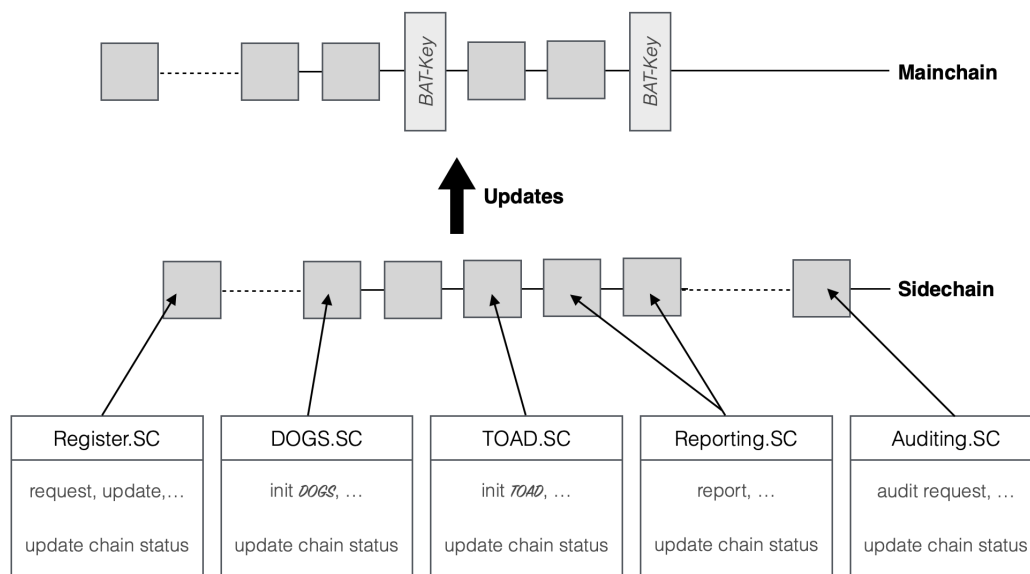 BAT-Key
BAT-Key
Mainchain
Updates
Sidechain
Register.SC
request, update,...
update chain status
DOGS.SC
init DOGS, ...
update chain status
TOAD.SC
init TOAD, ...
update chain status
Reporting.SC
report, ...
update chain status
Auditing.SC
audit request, ...
update chain status